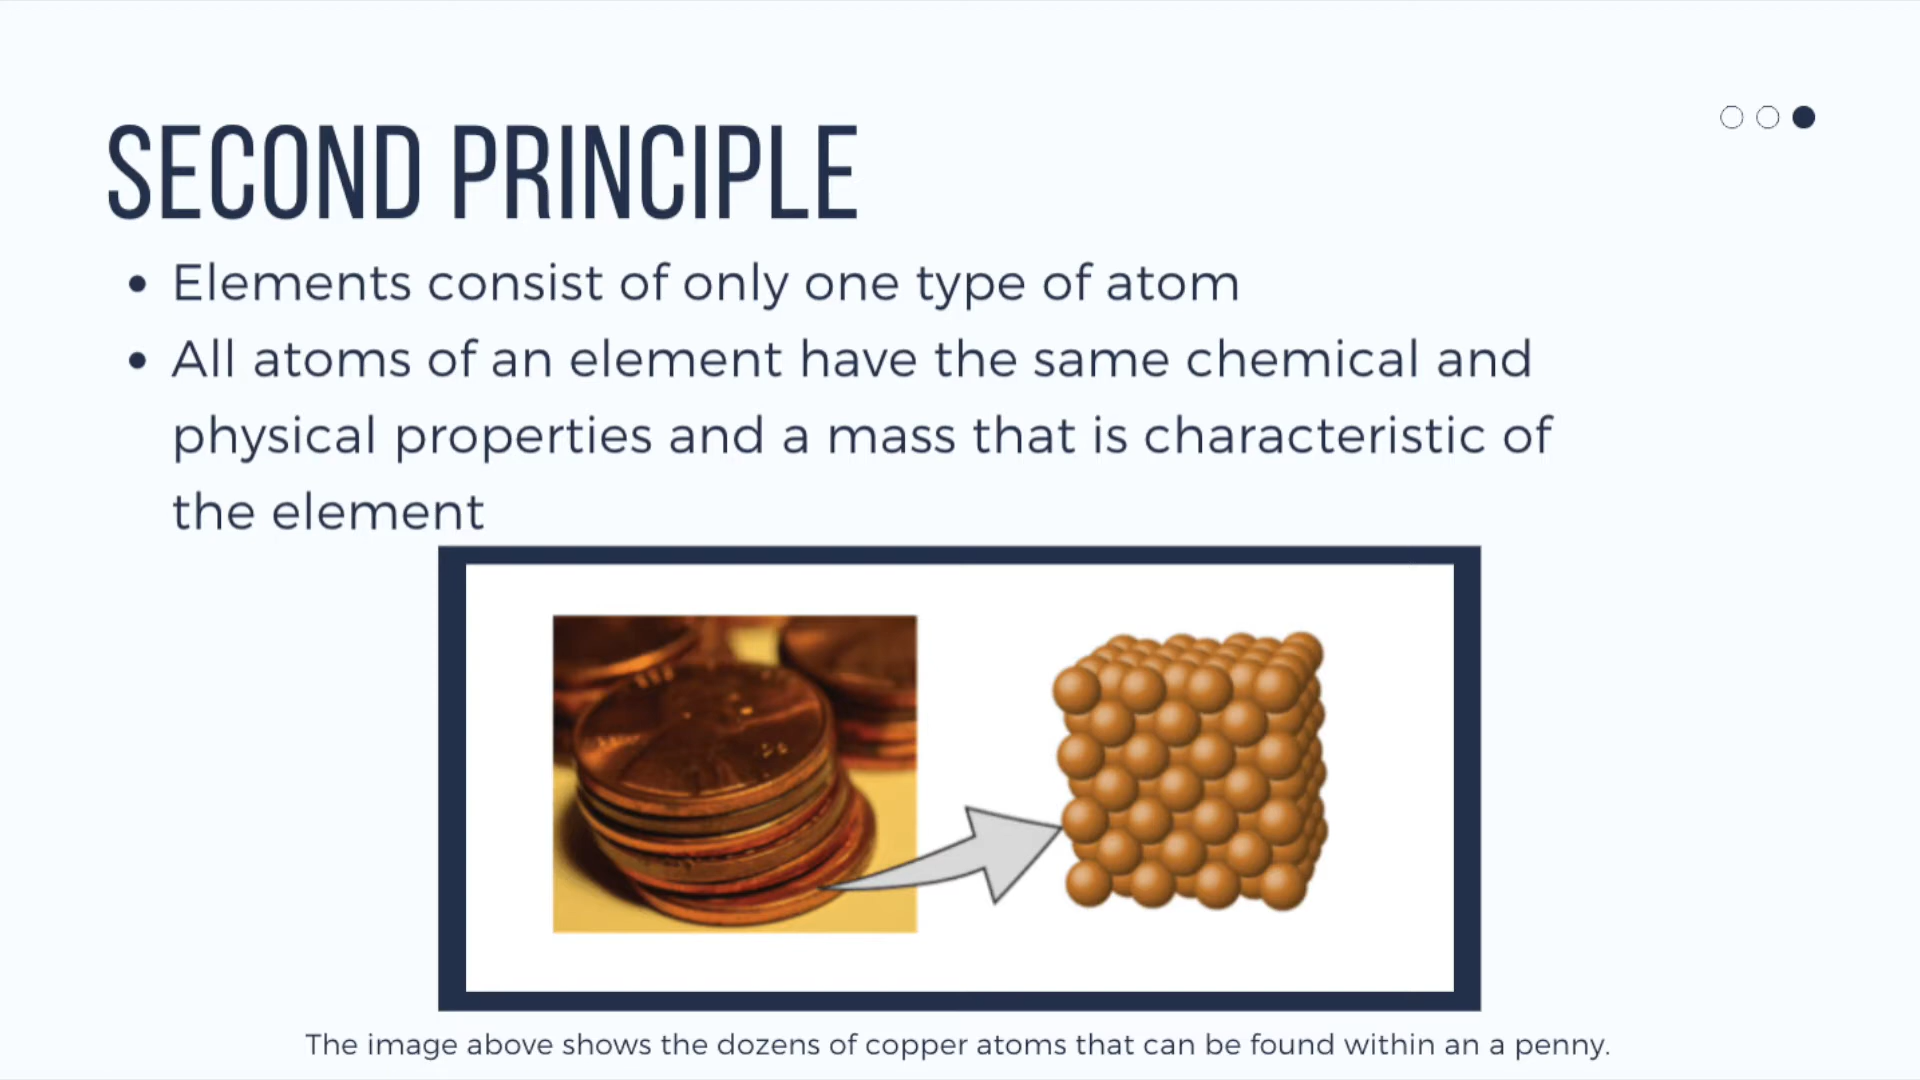 SECOND PRINCIPLE
• Elements consist of only one type of atom
• All atoms of an element have the same chemical and
physical properties and a mass that is characteristic of
the element
The image above shows the dozens of copper atoms that can be found within an a penny.